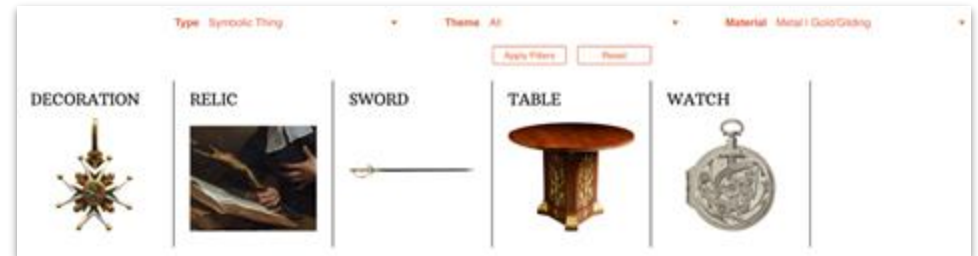 Type Symbolic Thing ▾ Theme All ▾ Material Metal | Gold/Gilding ▾
Apply Filters Reset
DECORATION RELIC SWORD TABLE WATCH